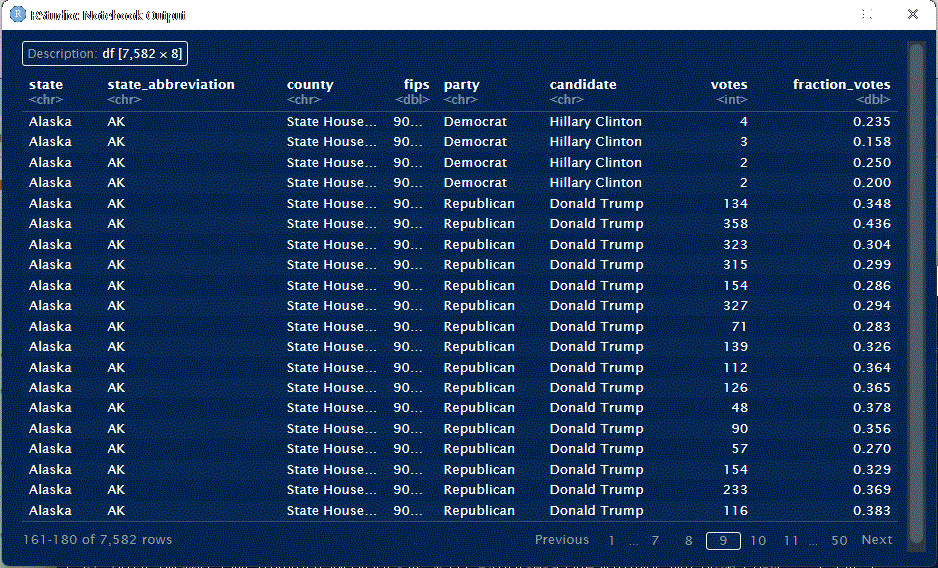 RStudio: Notebook Output
Description: df [7,582 × 8]
state state_abbreviation county fips party candidate votes fraction_votes
<chr> <chr> <chr> <dbl> <chr> <chr> <int> <dbl>
Alaska AK State House... 90... Democrat Hillary Clinton 4 0.235
Alaska AK State House... 90... Democrat Hillary Clinton 3 0.158
Alaska AK State House... 90... Democrat Hillary Clinton 2 0.250
Alaska AK State House... 90... Democrat Hillary Clinton 2 0.200
Alaska AK State House... 90... Republican Donald Trump 134 0.348
Alaska AK State House... 90... Republican Donald Trump 358 0.436
Alaska AK State House... 90... Republican Donald Trump 323 0.304
Alaska AK State House... 90... Republican Donald Trump 315 0.299
Alaska AK State House... 90... Republican Donald Trump 154 0.286
Alaska AK State House... 90... Republican Donald Trump 327 0.294
Alaska AK State House... 90... Republican Donald Trump 71 0.283
Alaska AK State House... 90... Republican Donald Trump 139 0.326
Alaska AK State House... 90... Republican Donald Trump 112 0.364
Alaska AK State House... 90... Republican Donald Trump 126 0.365
Alaska AK State House... 90... Republican Donald Trump 48 0.378
Alaska AK State House... 90... Republican Donald Trump 90 0.356
Alaska AK State House... 90... Republican Donald Trump 57 0.270
Alaska AK State House... 90... Republican Donald Trump 154 0.329
Alaska AK State House... 90... Republican Donald Trump 233 0.369
Alaska AK State House... 90... Republican Donald Trump 116 0.383
161-180 of 7,582 rows Previous 1 ... 7 8 9 10 11 ... 50 Next